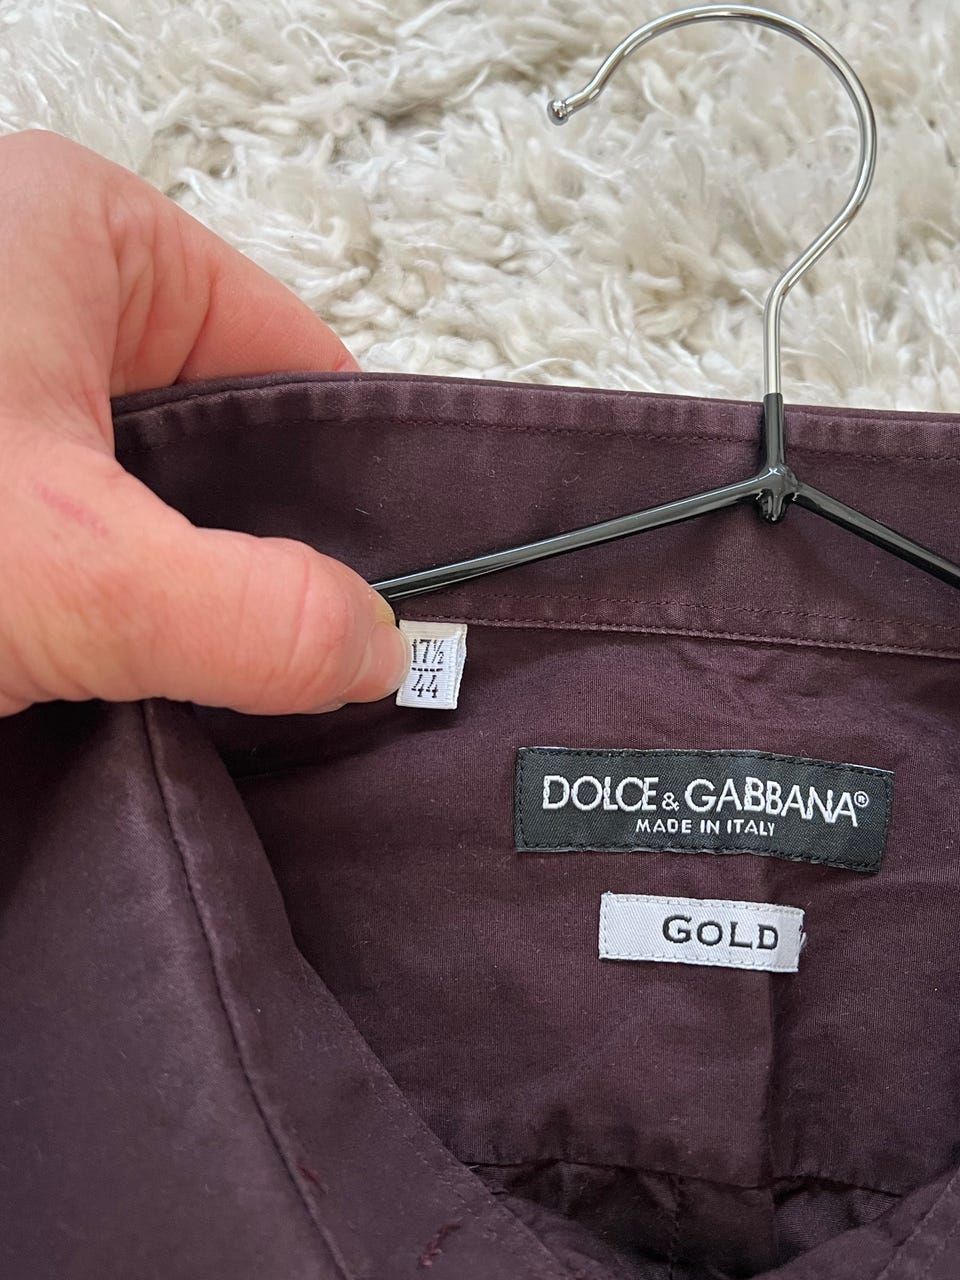 17½
44
DOLCE & GABBANA®
MADE IN ITALY
GOLD